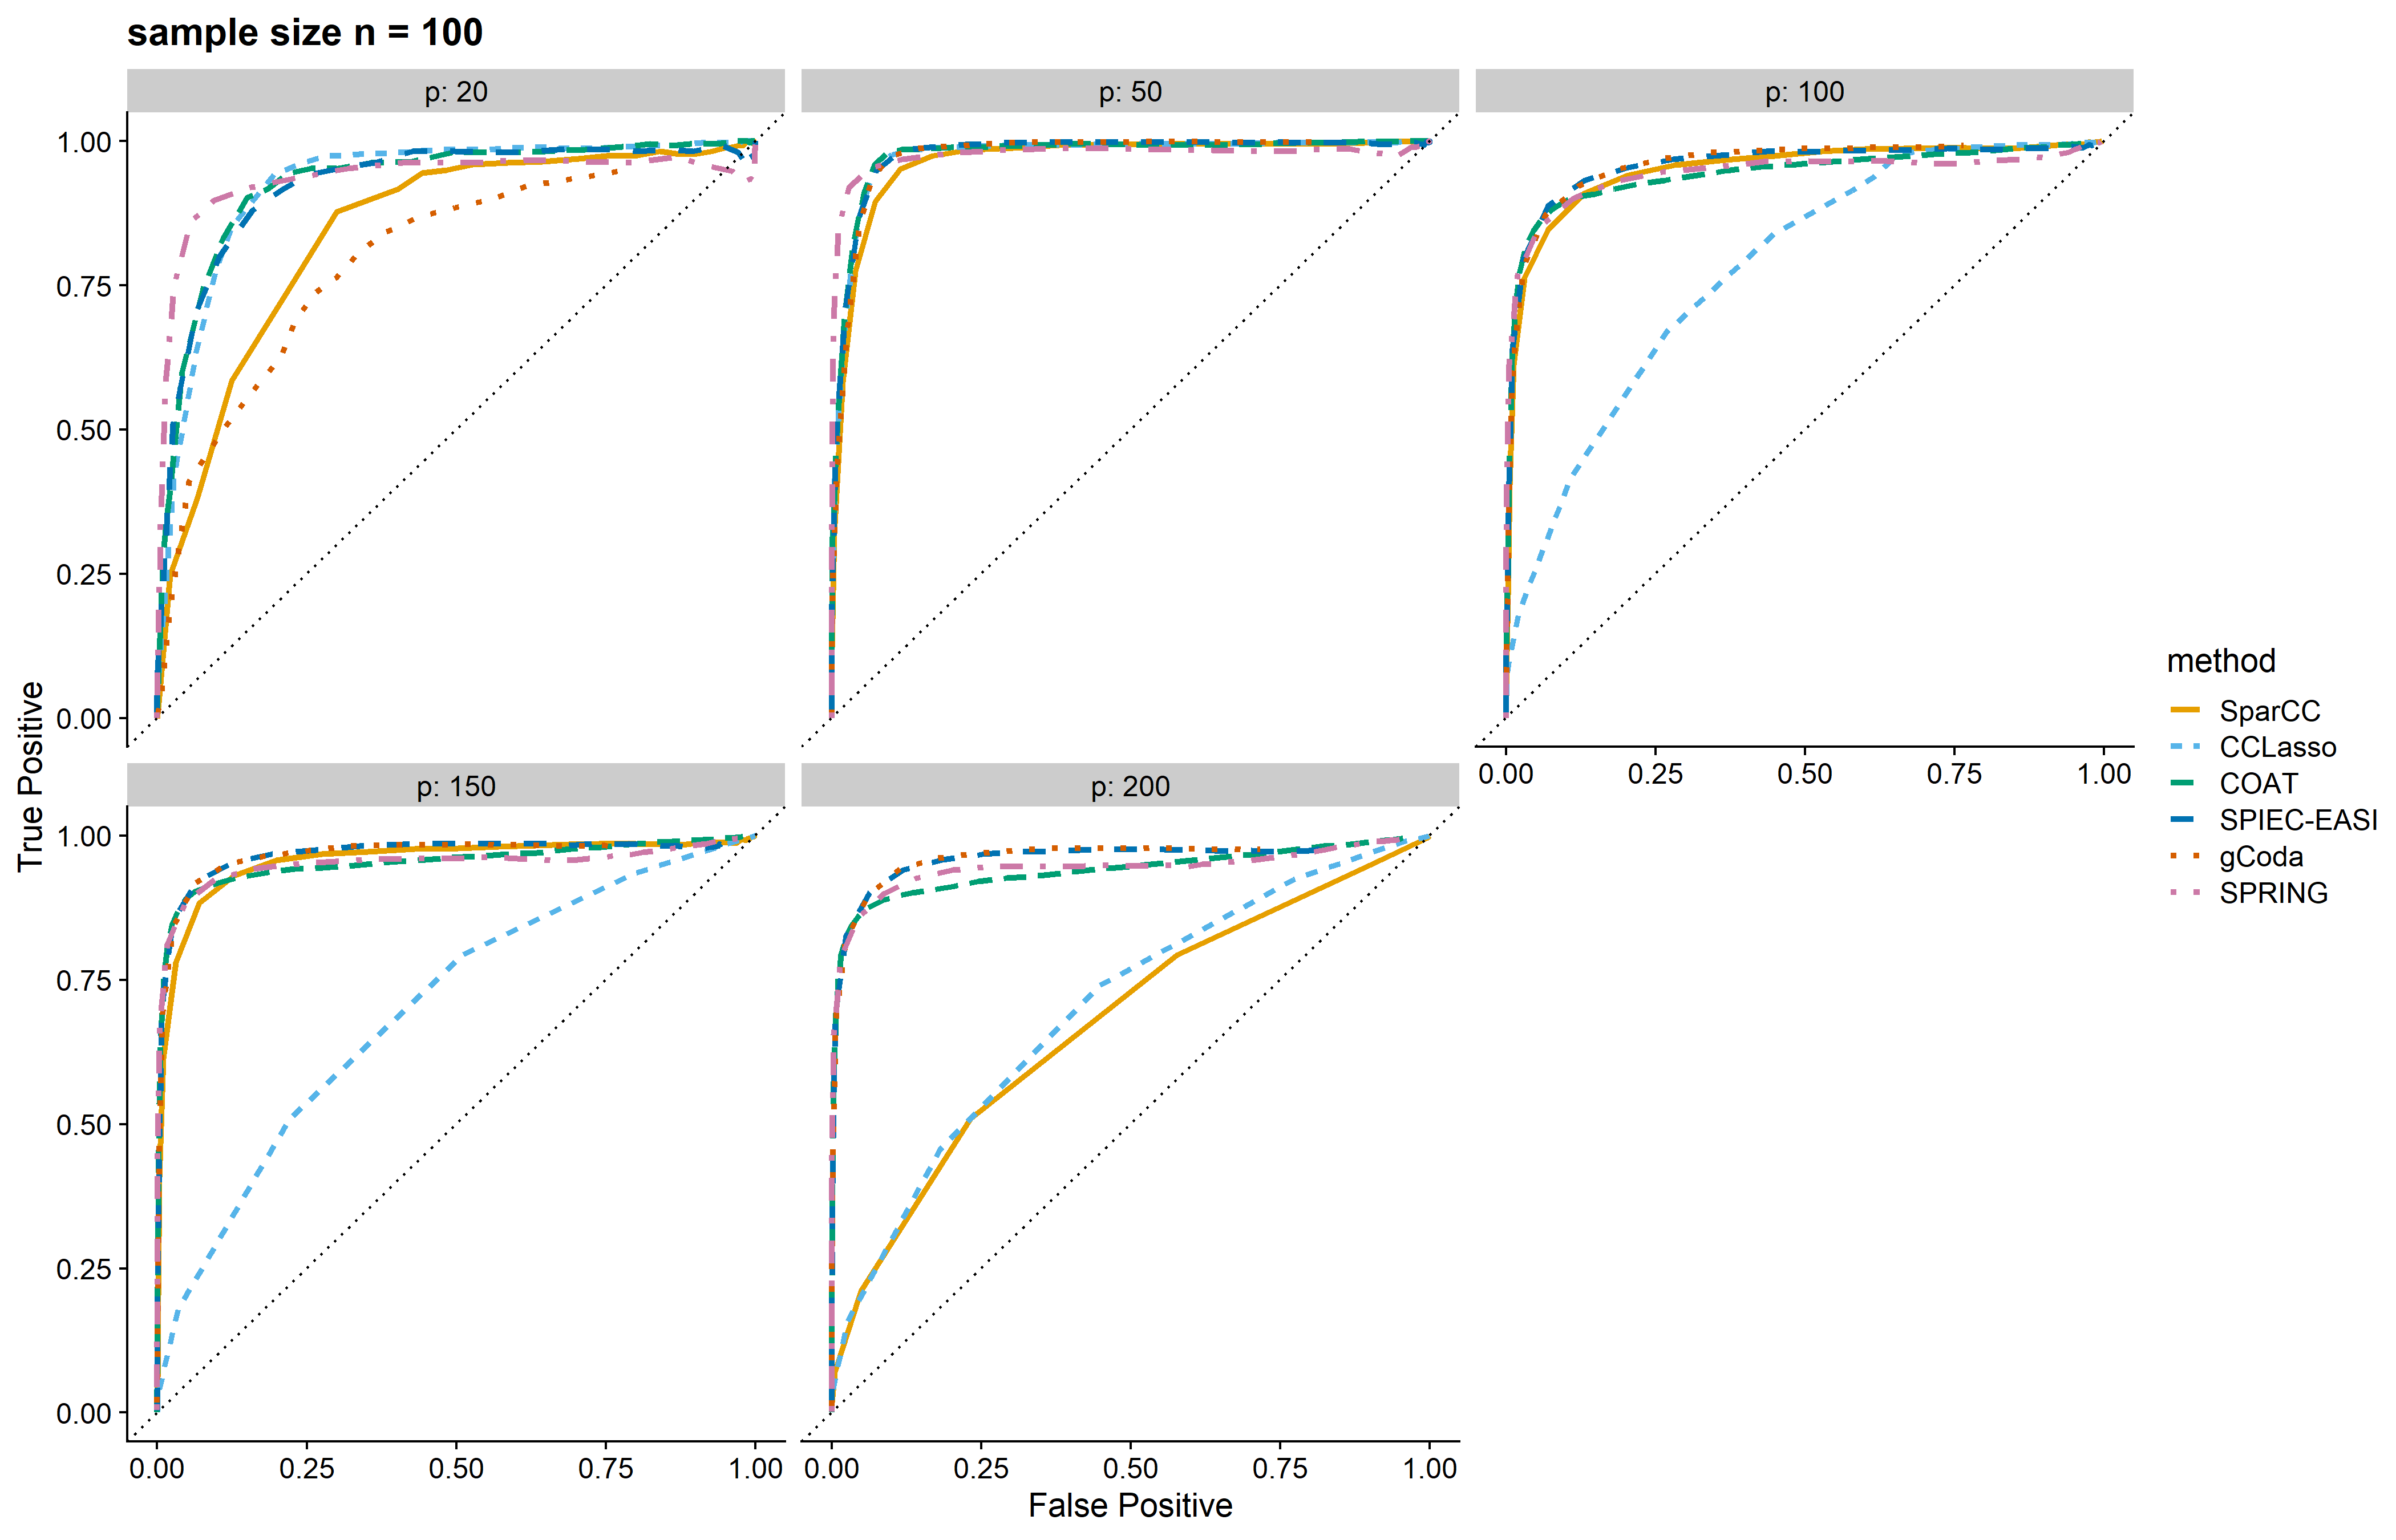 sample size n = 100
p: 20
p: 50
p: 100
1.00
0.75
0.50
0.25
0.00
0.00 0.25 0.50 0.75 1.00
True Positive
p: 150
p: 200
1.00
0.75
0.50
0.25
0.00
0.00 0.25 0.50 0.75 1.00
0.00 0.25 0.50 0.75 1.00
False Positive
method
SparCC
CCLasso
COAT
SPIEC-EASI
gCoda
SPRING